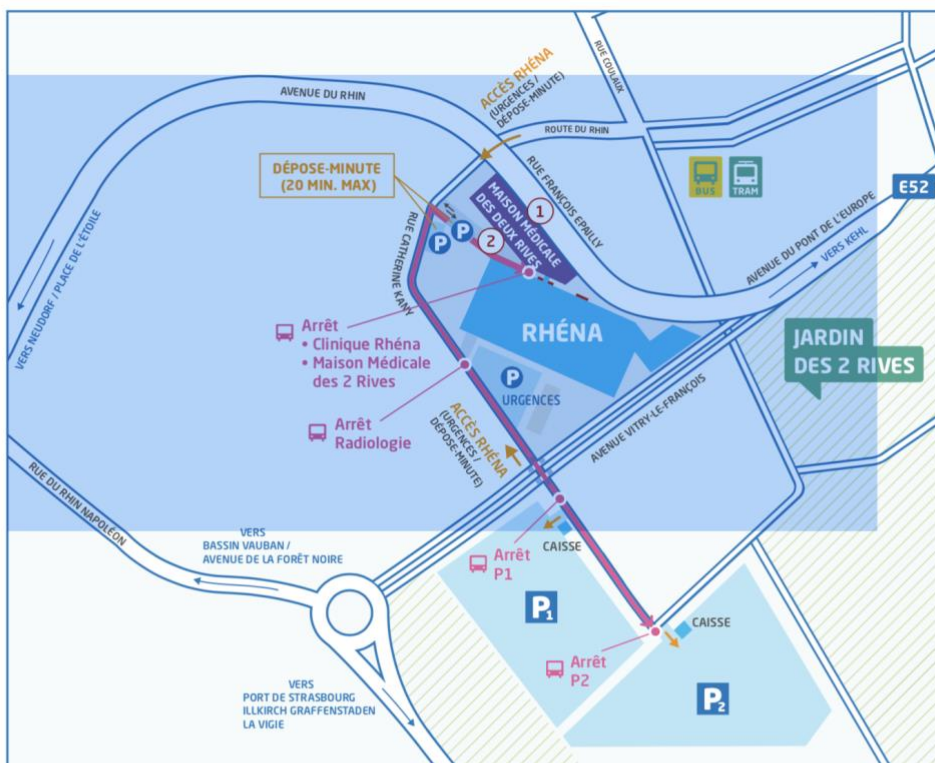 AVENUE DU RHIN
ACCÈS RHÉNA
(URGENCES /
DÉPOSE-MINUTE)
RUE COULAUX
ROUTE DU RHIN
DÉPOSE-MINUTE
(20 MIN. MAX)
BUS
TRAM
E52
RUE FRANÇOIS EPAILLY
MAISON MÉDICALE
DES DEUX RIVES
1
2
P
P
RUE CATHERINE KANY
AVENUE DU PONT DE L'EUROPE
VERS KEHL
VERS NEUDORF / PLACE DE L'ÉTOILE
Arrêt
• Clinique Rhéna
• Maison Médicale
des 2 Rives
RHÉNA
JARDIN
DES 2 RIVES
P
URGENCES
Arrêt
Radiologie
ACCÈS RHÉNA
(URGENCES /
DÉPOSE-MINUTE)
AVENUE VITRY-LE-FRANÇOIS
RUE DU RHIN NAPOLÉON
VERS
BASSIN VAUBAN /
AVENUE DE LA FORÊT NOIRE
CAISSE
Arrêt
P1
P1
CAISSE
Arrêt
P2
P2
VERS
PORT DE STRASBOURG
ILLKIRCH GRAFFENSTADEN
LA VIGIE